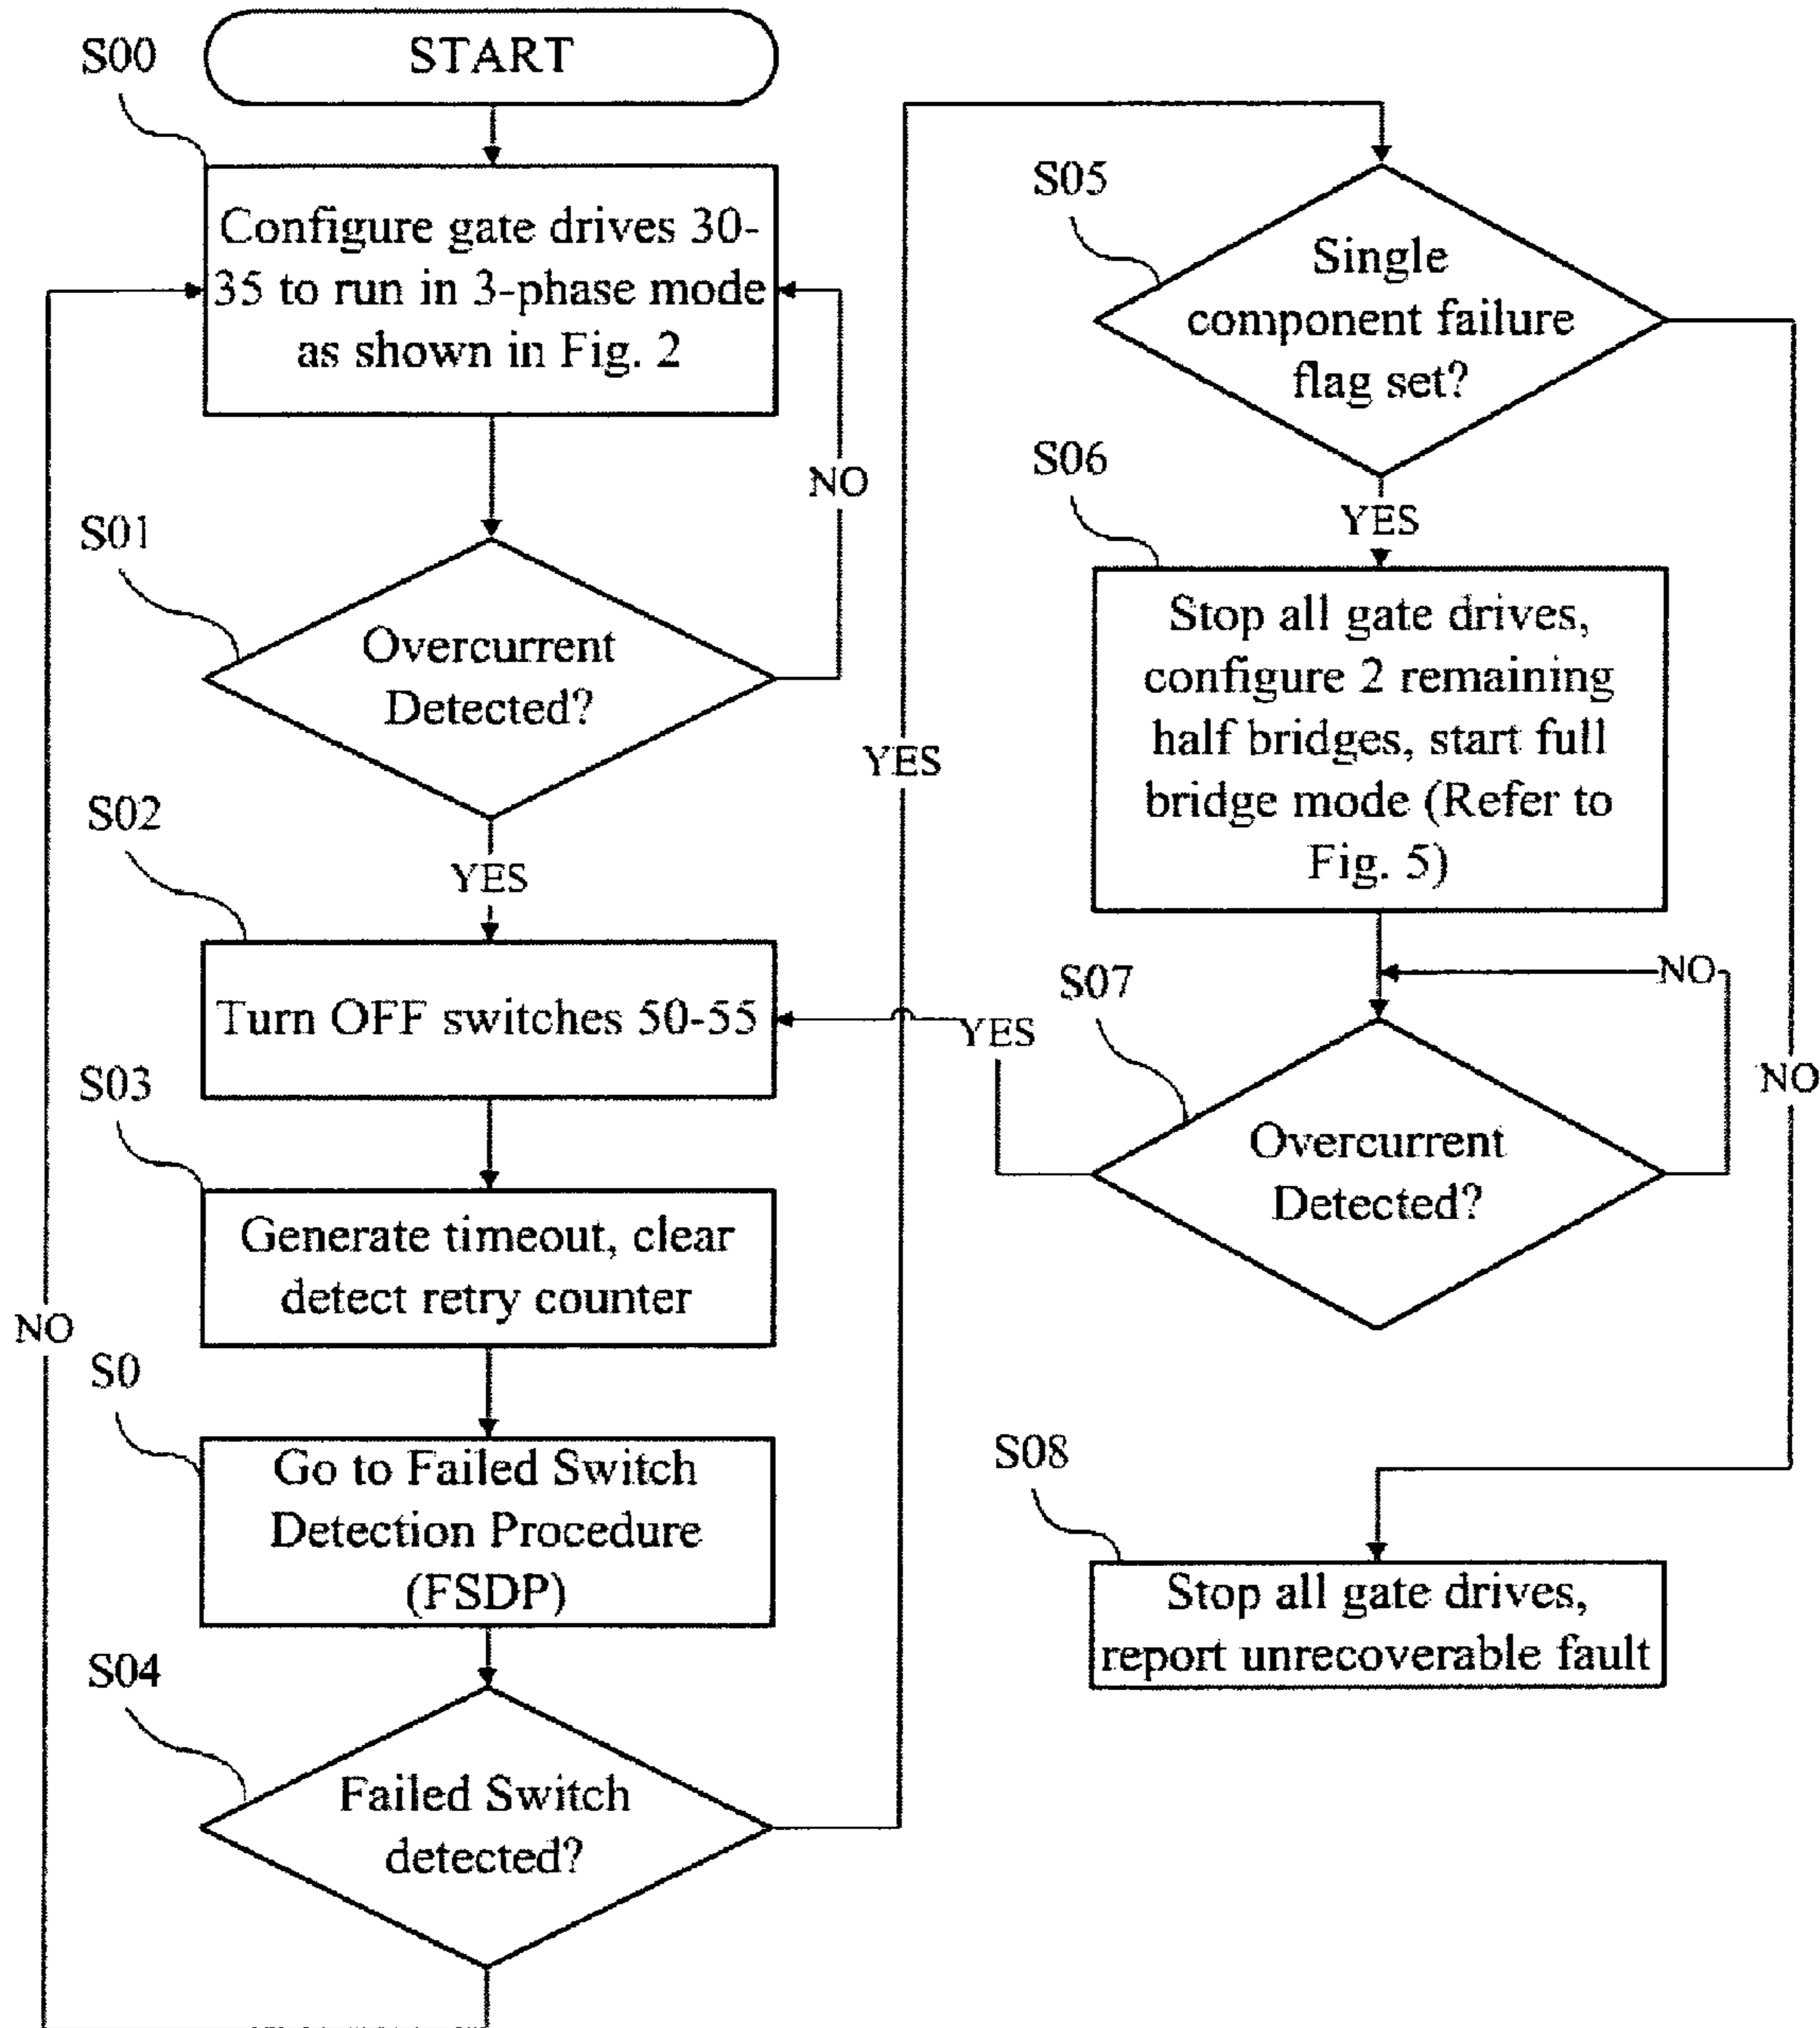 START
S00
Configure gate drives 30-
35 to run in 3-phase mode
as shown in Fig. 2
NO
S01
Overcurrent
Detected?
YES
S02
Turn OFF switches 50-55
S03
Generate timeout, clear
detect retry counter
NO
S0
Go to Failed Switch
Detection Procedure
(FSDP)
S04
Failed Switch
detected?
YES
S05
Single
component failure
flag set?
S06
YES
Stop all gate drives,
configure 2 remaining
half bridges, start full
bridge mode (Refer to
Fig. 5)
S07
NO
YES
Overcurrent
Detected?
NO
S08
Stop all gate drives,
report unrecoverable fault